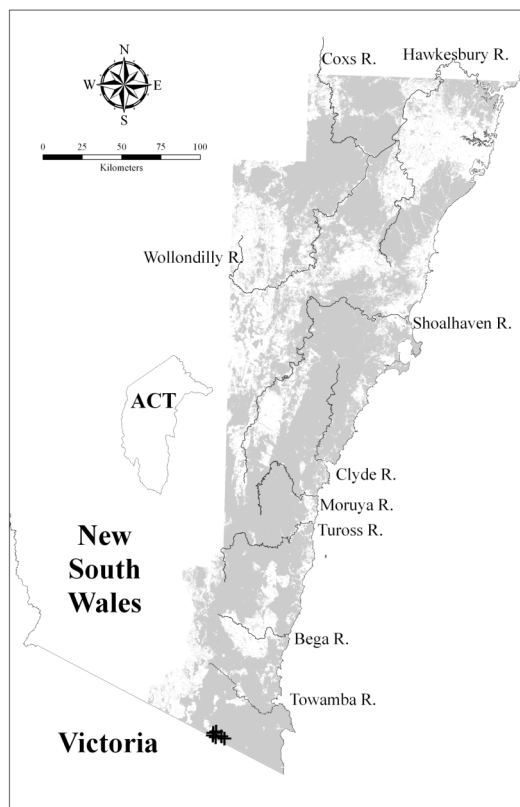 Coxs R.
Hawkesbury R.
N
W
E
S
0 25 50 75 100
Kilometers
Wollondilly R.
Shoalhaven R.
ACT
Clyde R.
Moruya R.
Tuross R.
New
South
Wales
Bega R.
Towamba R.
Victoria